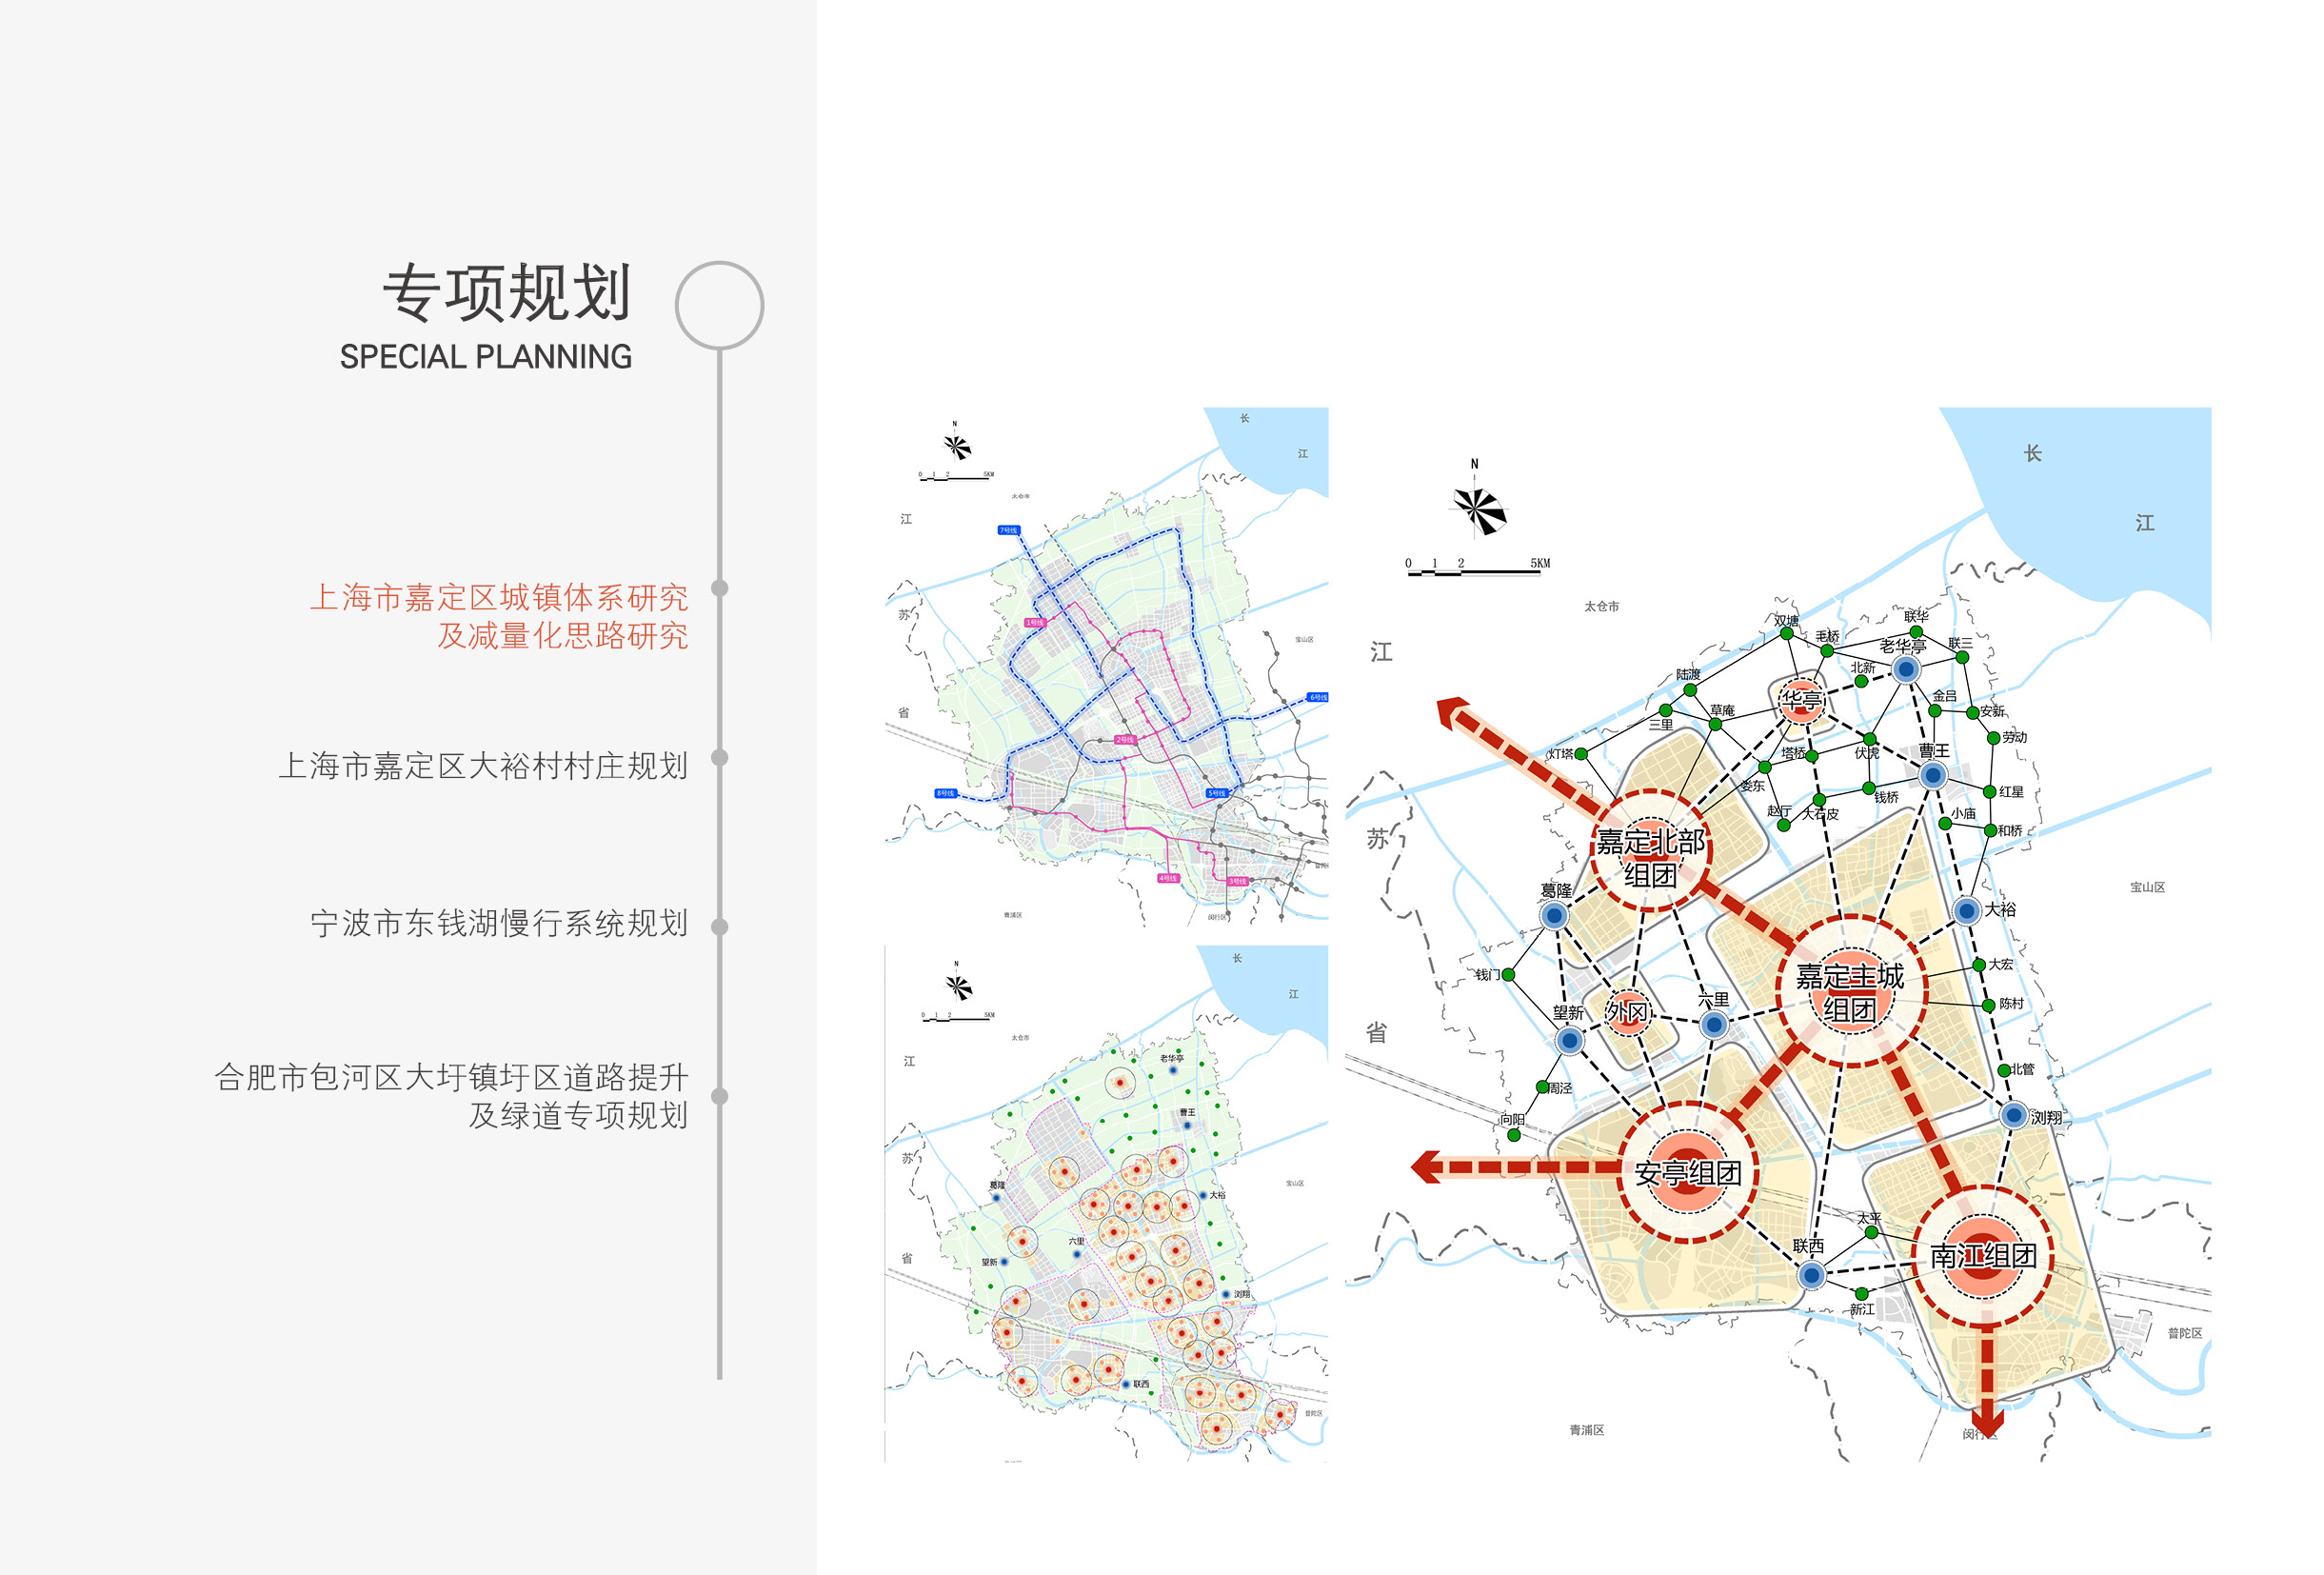 专项规划
SPECIAL PLANNING
上海市嘉定区城镇体系研究
及减量化思路研究
上海市嘉定区大裕村村庄规划
宁波市东钱湖慢行系统规划
合肥市包河区大圩镇圩区道路提升
及绿道专项规划
N
0 1 2 5KM
长
江
太仓市
江
苏
省
宝山区
7号线
1号线
6号线
2号线
8号线
5号线
4号线
3号线
青浦区
闵行区
普陀区
N
0 1 2 5KM
长
江
太仓市
江
苏
省
宝山区
老华亭
曹王
葛隆
大裕
六里
望新
浏翔
联西
普陀区
N
0 1 2 5KM
长
江
太仓市
江
苏
省
宝山区
双塘
毛桥
联华
老华亭
联三
陆渡
北新
华亭
金吕
安新
三里
草庵
劳动
灯塔
塔桥
伏虎
曹王
娄东
钱桥
红星
赵厅
大石皮
小庙
和桥
嘉定北部
组团
葛隆
大裕
钱门
嘉定主城
组团
大宏
望新
外冈
六里
陈村
周泾
北管
向阳
浏翔
安亭组团
太平
联西
南江组团
新江
普陀区
青浦区
闵行区